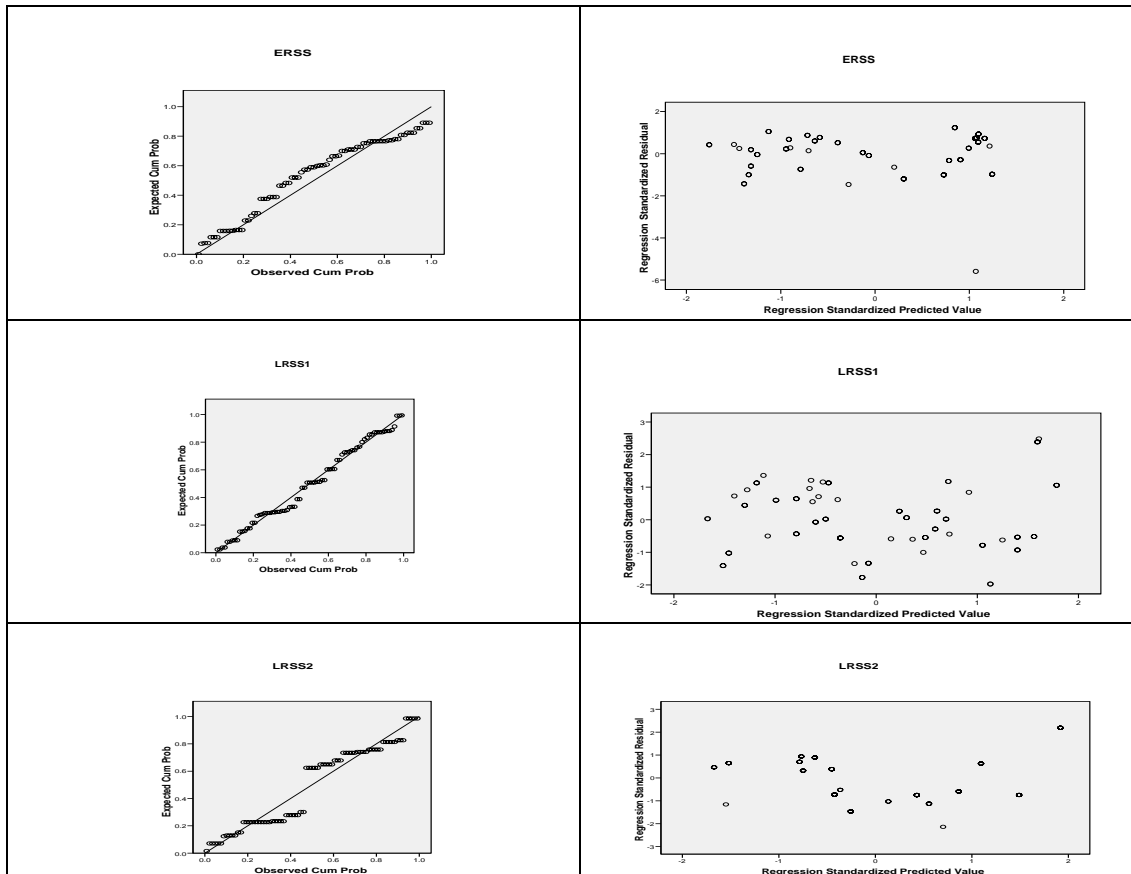 ERSS
Expected Cum Prob
1.0
0.8
0.6
0.4
0.2
0.0
0.0 0.2 0.4 0.6 0.8 1.0
Observed Cum Prob
ERSS
Regression Standardized Residual
2
0
-2
-4
-6
-2 -1 0 1 2
Regression Standardized Predicted Value
LRSS1
Expected Cum Prob
1.0
0.8
0.6
0.4
0.2
0.0
0.0 0.2 0.4 0.6 0.8 1.0
Observed Cum Prob
LRSS1
Regression Standardized Residual
3
2
1
0
-1
-2
-2 -1 0 1 2
Regression Standardized Predicted Value
LRSS2
Expected Cum Prob
1.0
0.8
0.6
0.4
0.2
0.0
0.0 0.2 0.4 0.6 0.8 1.0
Observed Cum Prob
LRSS2
Regression Standardized Residual
3
2
1
0
-1
-2
-3
-2 -1 0 1 2
Regression Standardized Predicted Value